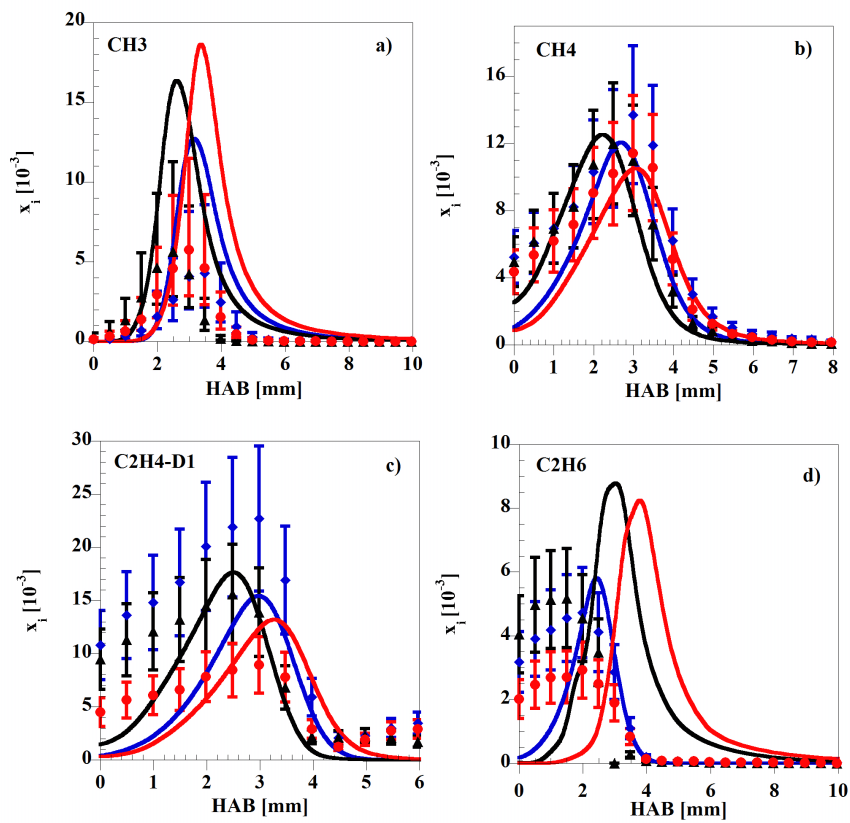 CH3
a)
20
15
10
5
0
x_i [10^-3]
0 2 4 6 8 10
HAB [mm]
CH4
b)
16
12
8
4
0
x_i [10^-3]
0 1 2 3 4 5 6 7 8
HAB [mm]
C2H4-D1
c)
30
25
20
15
10
5
0
x_i [10^-3]
0 1 2 3 4 5 6
HAB [mm]
C2H6
d)
10
8
6
4
2
0
x_i [10^-3]
0 2 4 6 8 10
HAB [mm]